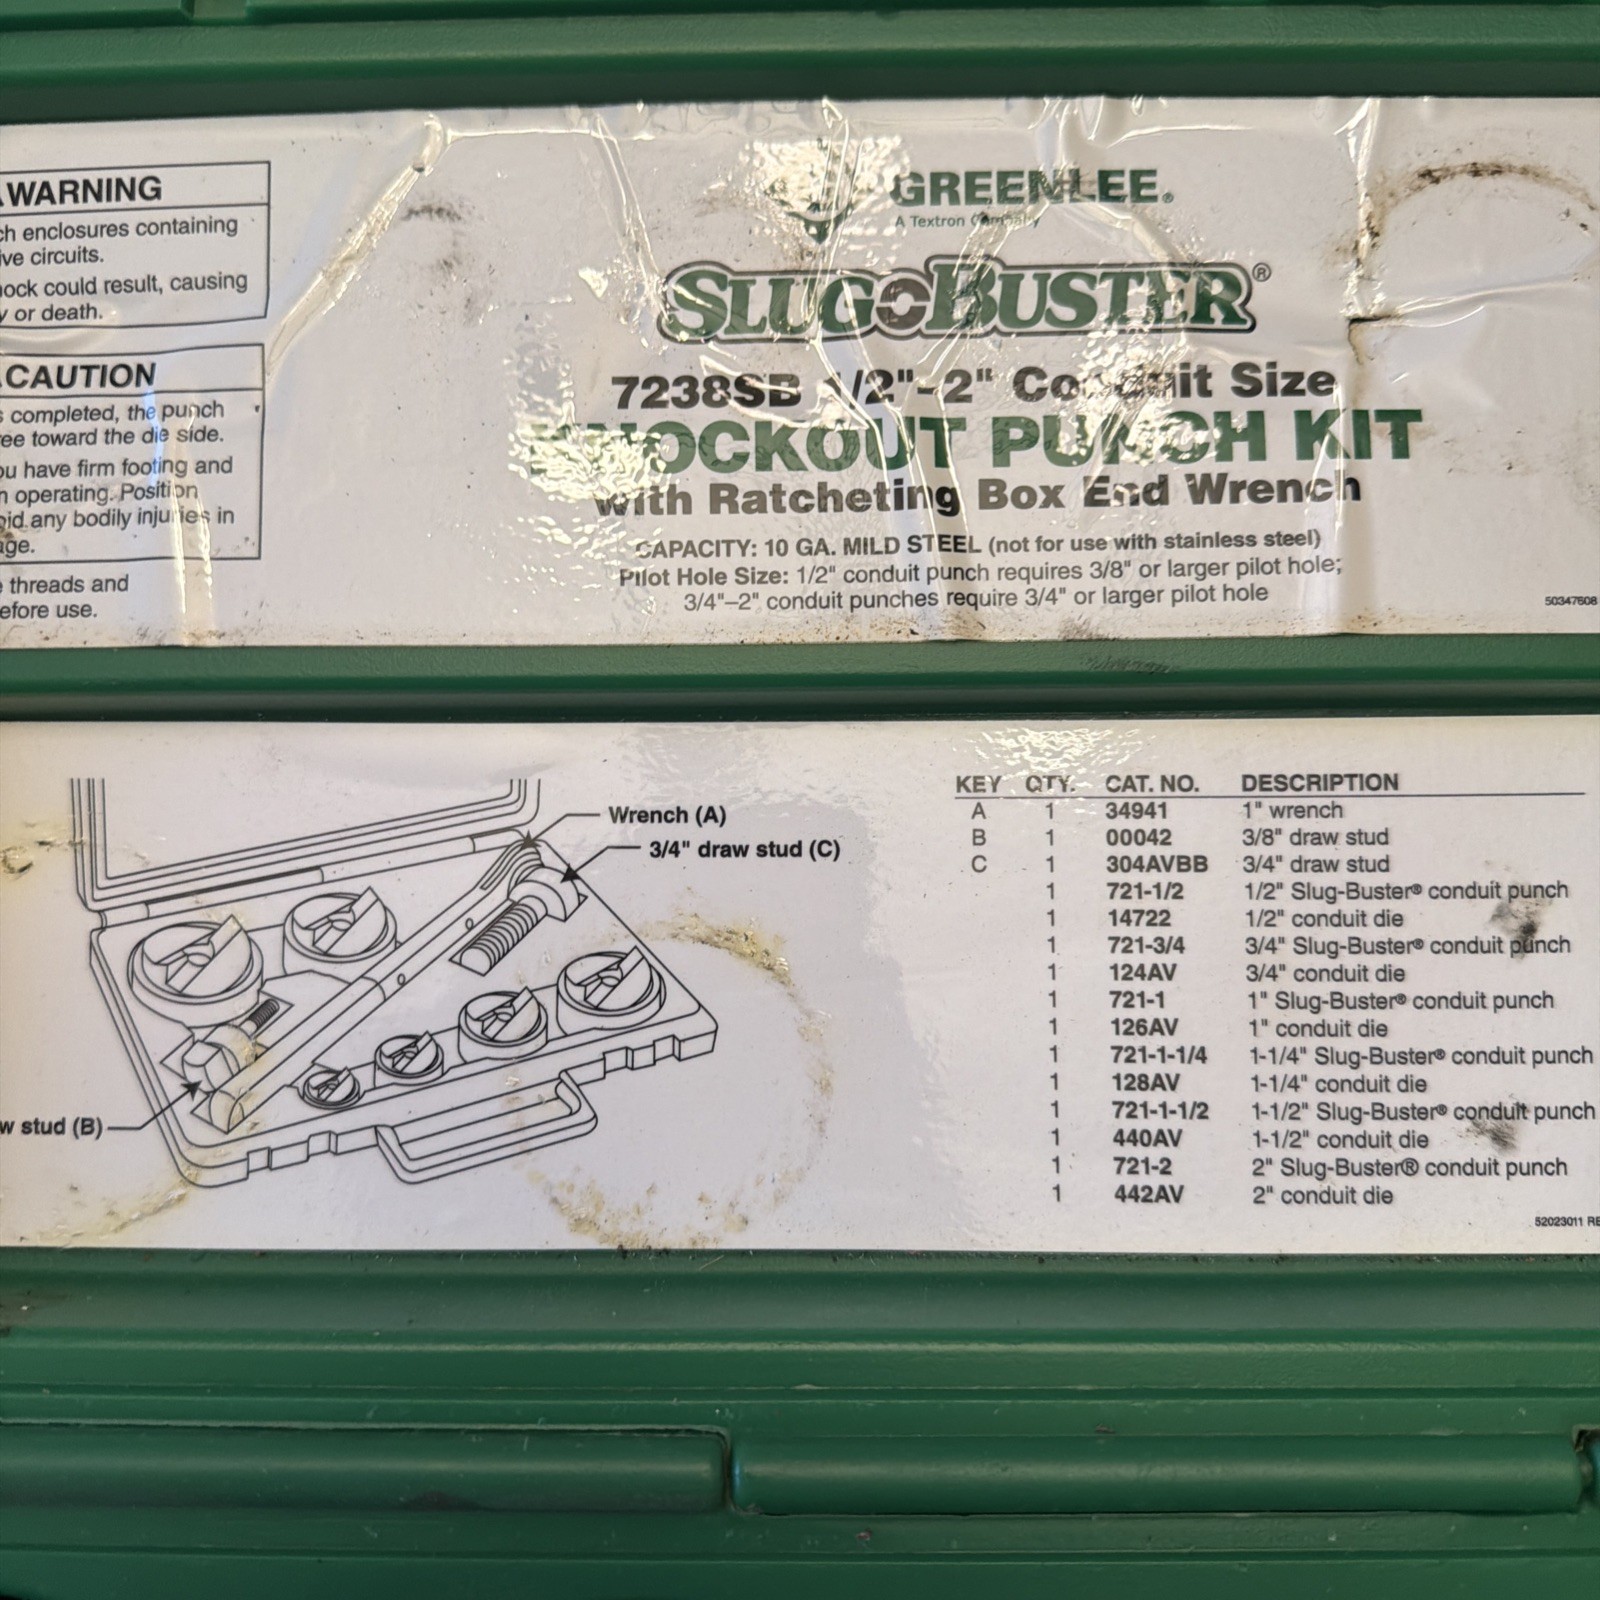 WARNING
ch enclosures containing
ive circuits.
hock could result, causing
y or death.
CAUTION
s completed, the punch
ree toward the die side.
ou have firm footing and
n operating. Position
oid any bodily injuries in
age.
e threads and
efore use.
GREENLEE®
A Textron Company
SLUG-BUSTER®
7238SB 1/2"–2" Conduit Size
KNOCKOUT PUNCH KIT
with Ratcheting Box End Wrench
CAPACITY: 10 GA. MILD STEEL (not for use with stainless steel)
Pilot Hole Size: 1/2" conduit punch requires 3/8" or larger pilot hole;
3/4"–2" conduit punches require 3/4" or larger pilot hole
50347608
Wrench (A)
3/4" draw stud (C)
w stud (B)
KEY QTY. CAT. NO. DESCRIPTION
A 1 34941 1" wrench
B 1 00042 3/8" draw stud
C 1 304AVBB 3/4" draw stud
1 721-1/2 1/2" Slug-Buster® conduit punch
1 14722 1/2" conduit die
1 721-3/4 3/4" Slug-Buster® conduit punch
1 124AV 3/4" conduit die
1 721-1 1" Slug-Buster® conduit punch
1 126AV 1" conduit die
1 721-1-1/4 1-1/4" Slug-Buster® conduit punch
1 128AV 1-1/4" conduit die
1 721-1-1/2 1-1/2" Slug-Buster® conduit punch
1 440AV 1-1/2" conduit die
1 721-2 2" Slug-Buster® conduit punch
1 442AV 2" conduit die
52023011 RE